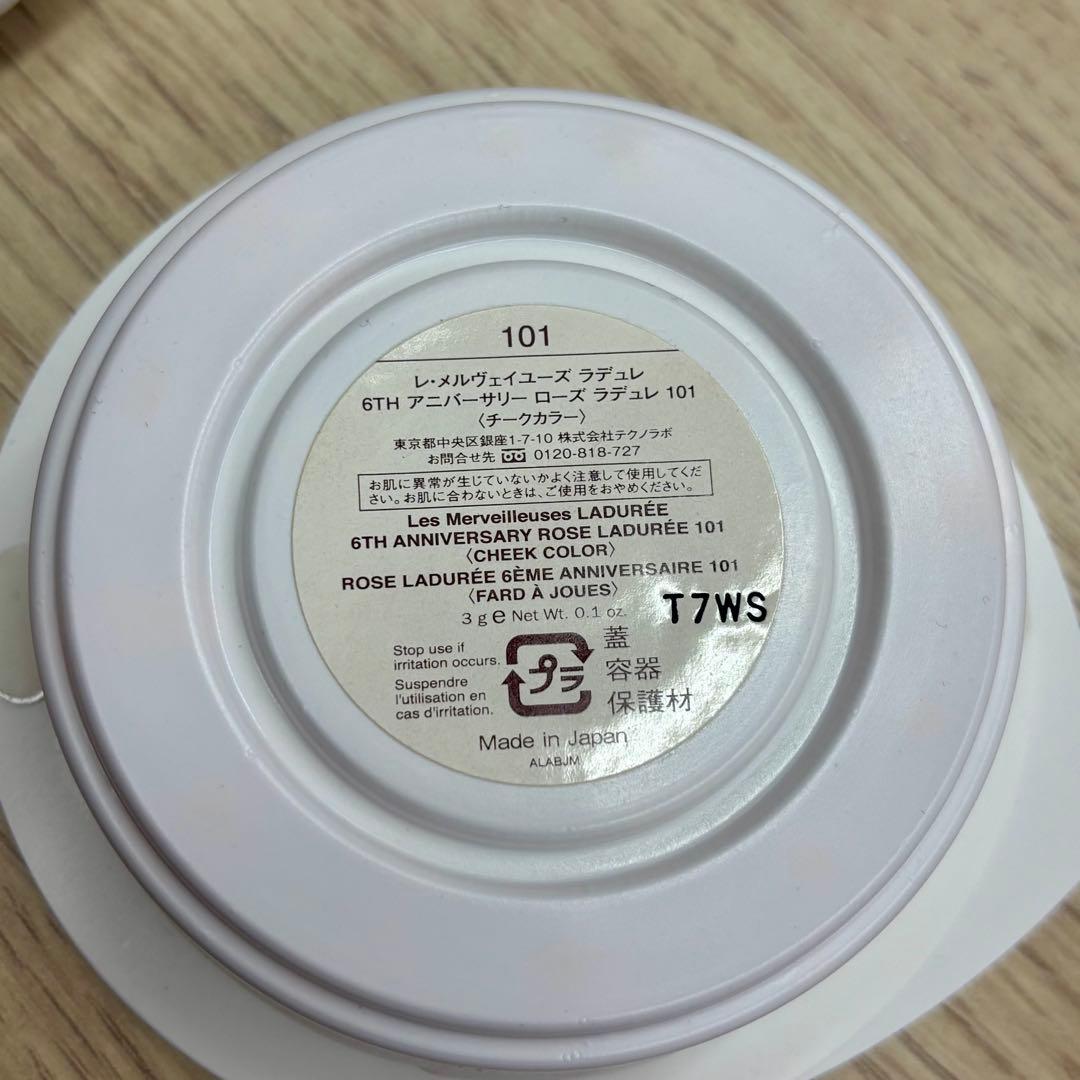 101
レ・メルヴェイユーズ ラデュレ
6TH アニバーサリー ローズ ラデュレ 101
〈チークカラー〉
東京都中央区銀座1-7-10 株式会社テクノラボ
お問合せ先 0120-818-727
お肌に異常が生じていないかよく注意して使用してくだ
さい。お肌に合わないときは、ご使用をおやめください。
Les Merveilleuses LADURÉE
6TH ANNIVERSARY ROSE LADURÉE 101
〈CHEEK COLOR〉
ROSE LADURÉE 6ÈME ANNIVERSAIRE 101
〈FARD À JOUES〉
3 g e Net Wt. 0.1 oz.
T7WS
Stop use if
irritation occurs.
Suspendre
l'utilisation en
cas d'irritation.
プラ
蓋
容器
保護材
Made in Japan
ALABJM